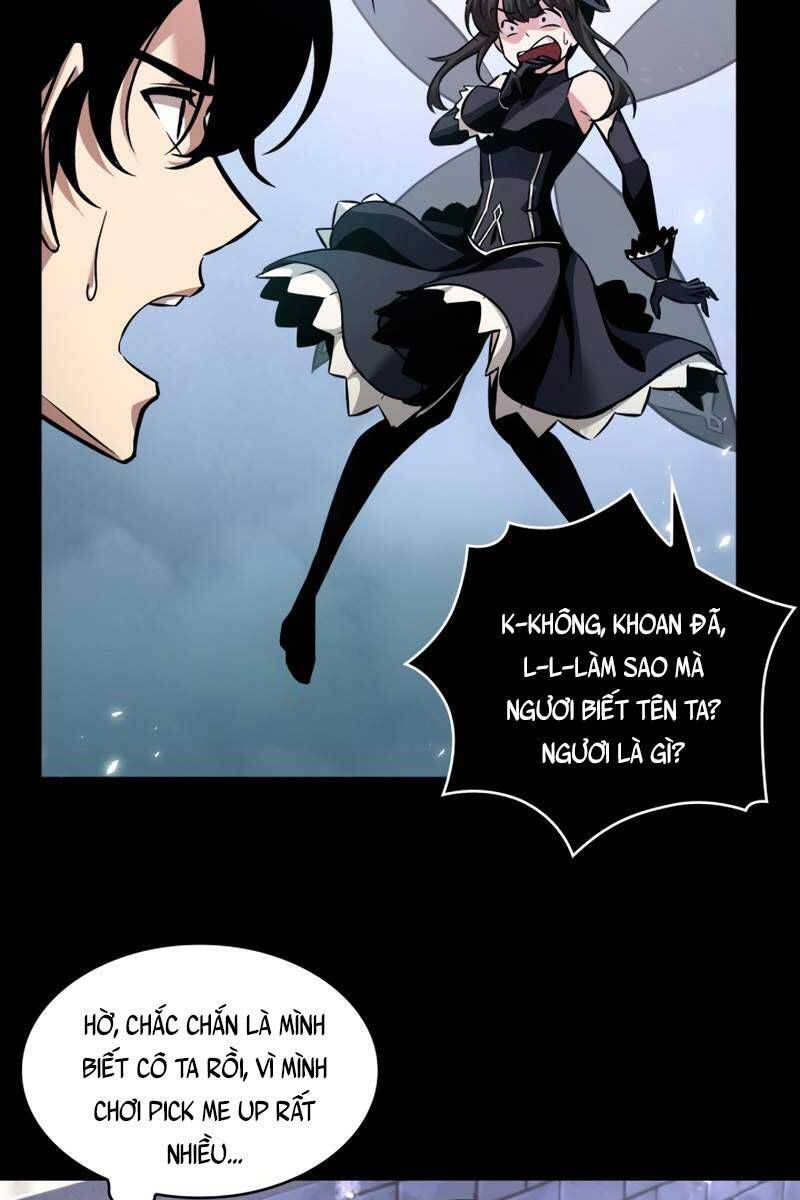 K-KHÔNG, KHOAN ĐÃ,
L-L-LÀM SAO MÀ
NGƯƠI BIẾT TÊN TA?
NGƯƠI LÀ GÌ?
HỜ, CHẮC CHẮN LÀ MÌNH
BIẾT CÔ TA RỒI, VÌ MÌNH
CHƠI PICK ME UP RẤT
NHIỀU...